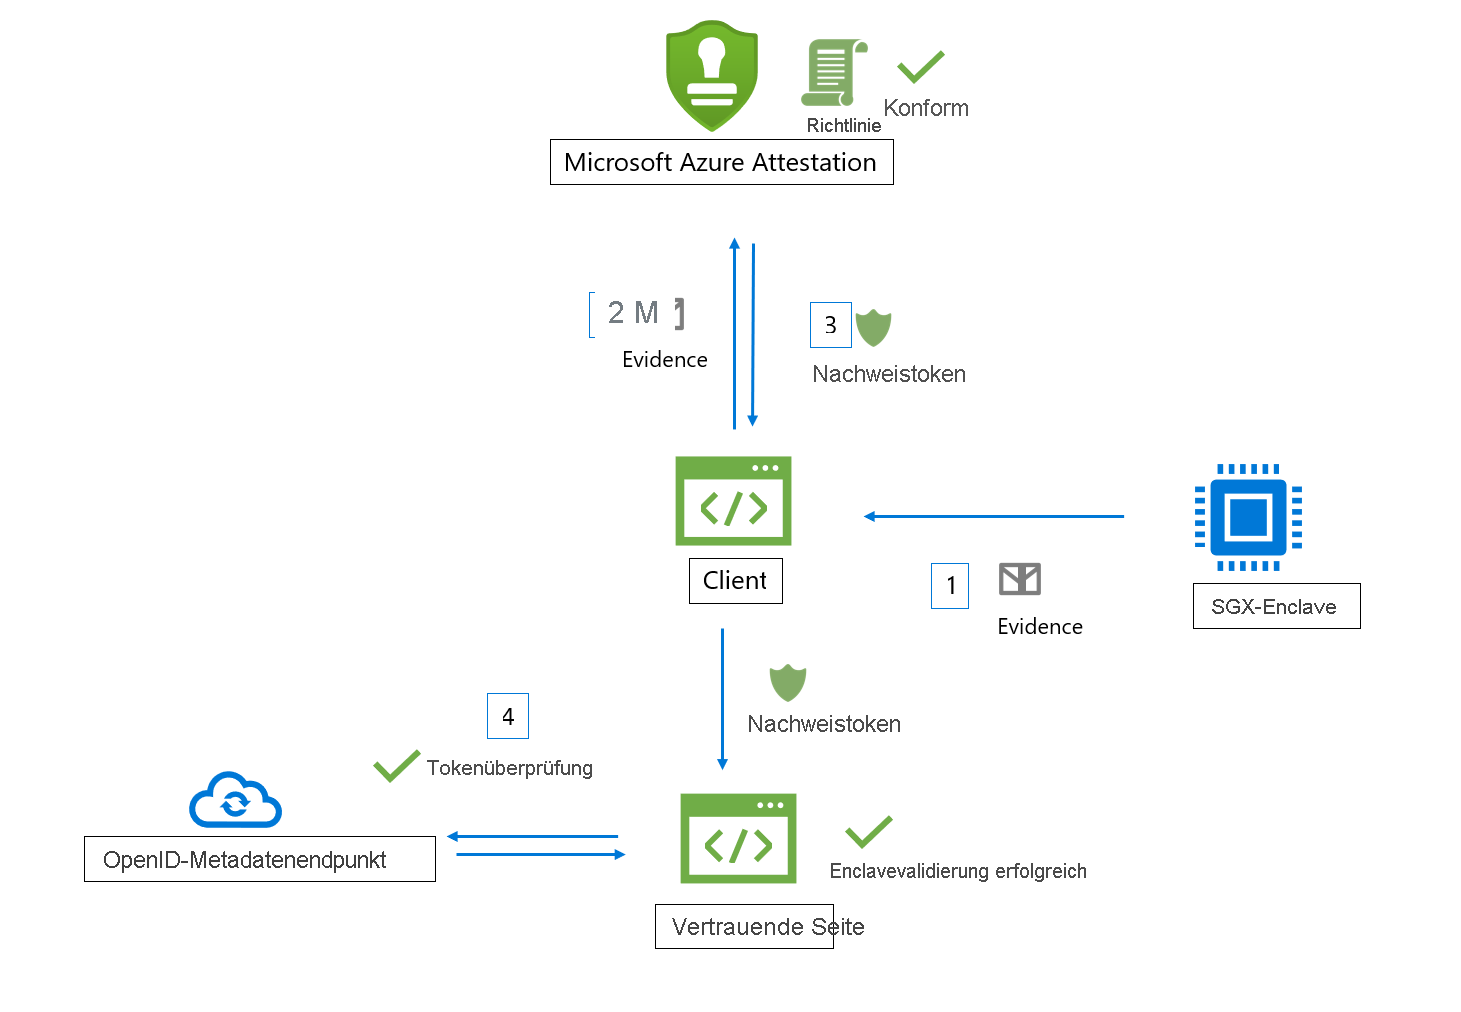 Richtlinie
Konform
Microsoft Azure Attestation
2 M
Evidence
3
Nachweistoken
Client
1
Evidence
SGX-Enclave
Nachweistoken
4
Tokenüberprüfung
OpenID-Metadatenendpunkt
Enclavevalidierung erfolgreich
Vertrauende Seite